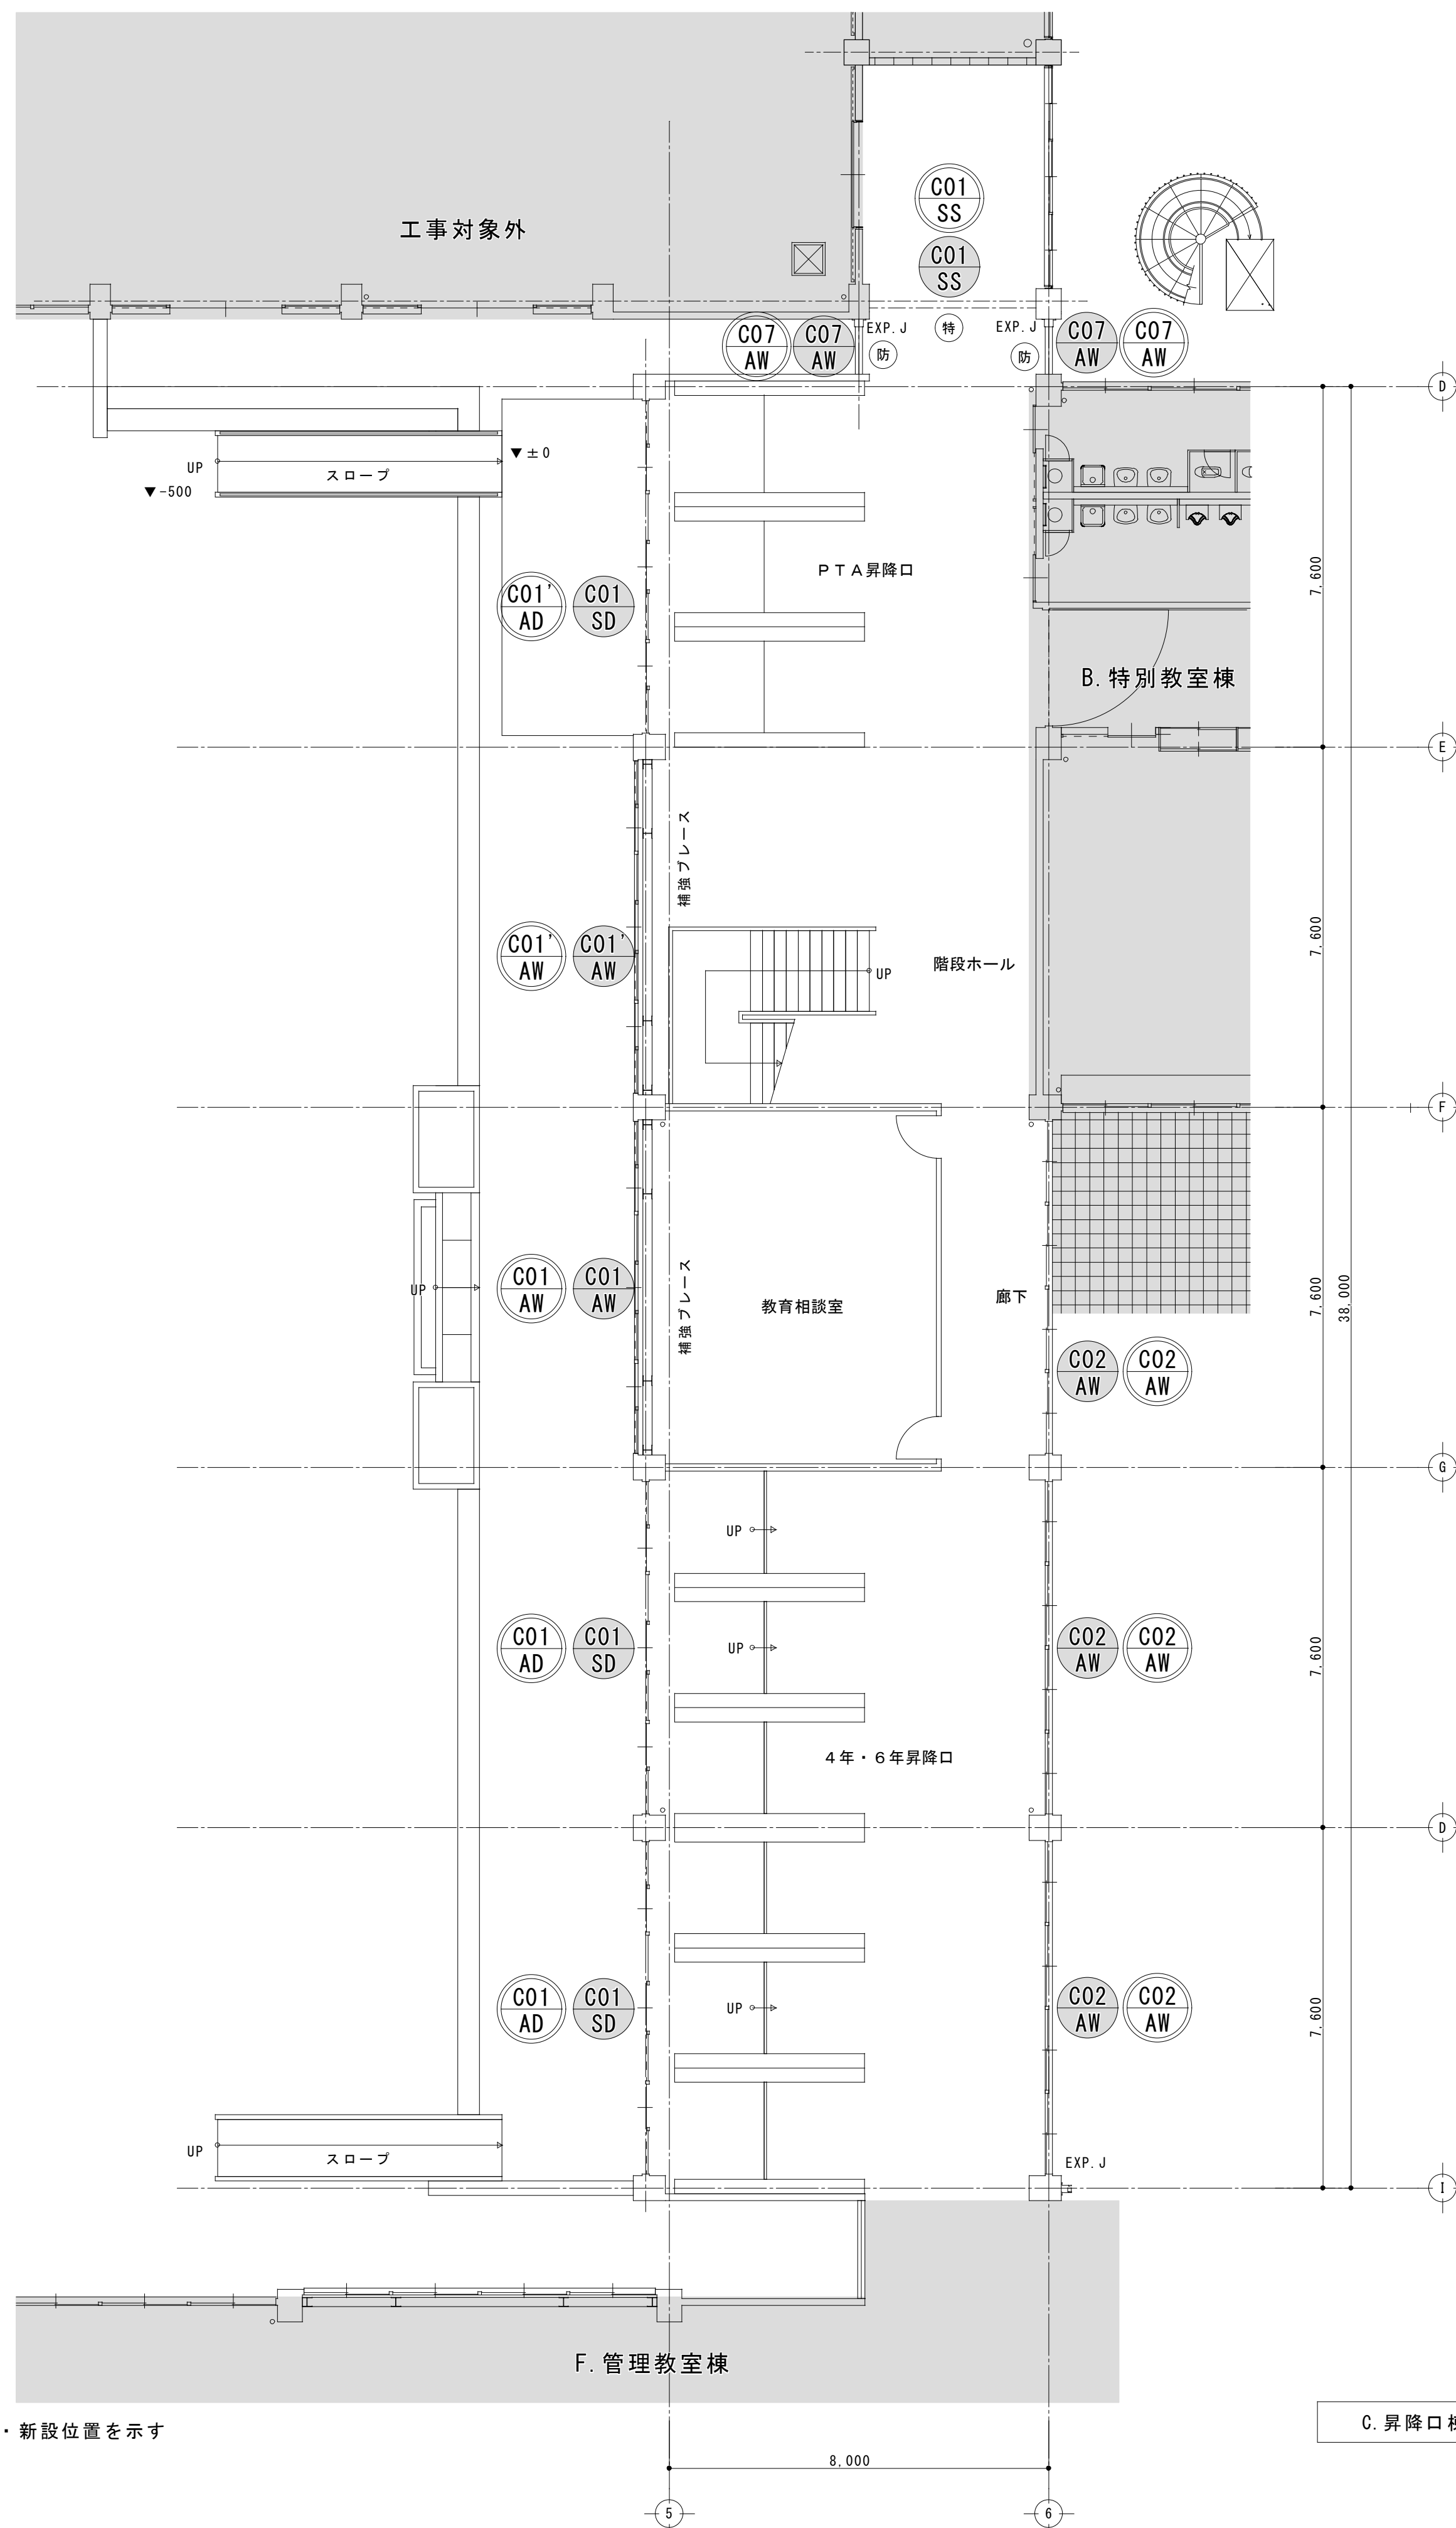 C01
SS
工事対象外
C01
SS
C07
AW
C07
AW
EXP.J
防
特
EXP.J
防
C07
AW
C07
AW
D
UP
スロープ
▼±0
▼-500
7,600
PTA昇降口
C01'
AD
C01
SD
B.特別教室棟
E
補強ブレース
7,600
C01'
AW
C01'
AW
UP
階段ホール
F
UP
C01
AW
C01
AW
補強ブレース
教育相談室
廊下
7,600
38,000
C02
AW
C02
AW
G
UP
C01
AD
C01
SD
UP
C02
AW
C02
AW
7,600
4年・6年昇降口
D
C01
AD
C01
SD
UP
C02
AW
C02
AW
7,600
UP
スロープ
EXP.J
I
F.管理教室棟
・新設位置を示す
C.昇降口
8,000
5
6